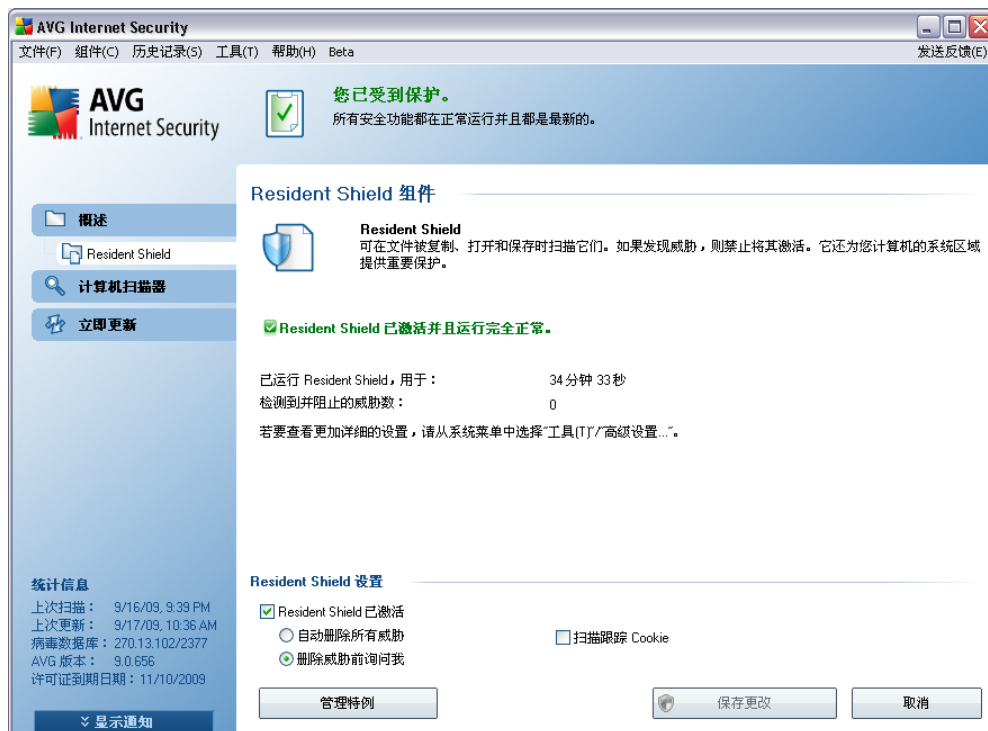 AVG Internet Security
文件(F) 组件(C) 历史记录(S) 工具(T) 帮助(H) Beta 发送反馈(E)
AVG
Internet Security
您已受到保护。
所有安全功能都在正常运行并且都是最新的。
概述
Resident Shield
计算机扫描器
立即更新
Resident Shield 组件
Resident Shield
可在文件被复制、打开和保存时扫描它们。如果发现威胁，则禁止将其激活。它还为您计算机的系统区域
提供重要保护。
Resident Shield 已激活并且运行完全正常。
已运行 Resident Shield，用于： 34 分钟 33 秒
检测到并阻止的威胁数： 0
若要查看更加详细的设置，请从系统菜单中选择“工具(T)”/“高级设置...”。
统计信息
上次扫描： 9/16/09, 9:39 PM
上次更新： 9/17/09, 10:36 AM
病毒数据库： 270.13.102/2377
AVG 版本： 9.0.656
许可证到期日期：11/10/2009
显示通知
Resident Shield 设置
Resident Shield 已激活
自动删除所有威胁
删除威胁前询问我
扫描跟踪 Cookie
管理特例
保存更改
取消